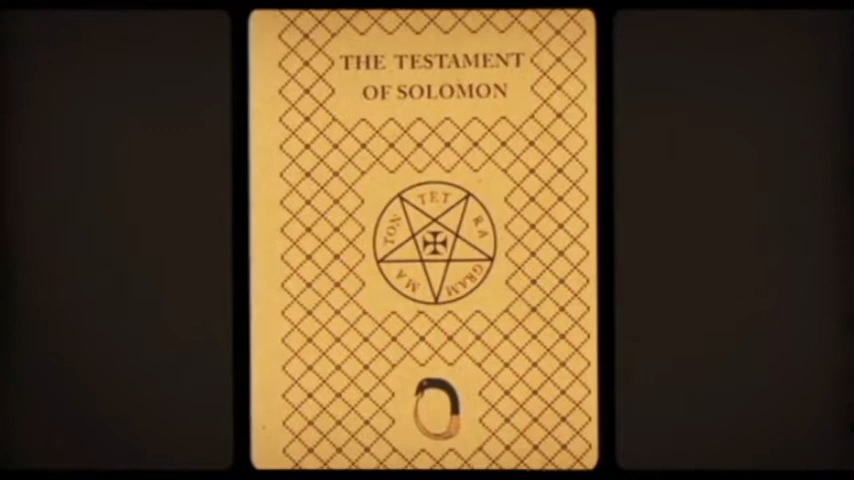 THE TESTAMENT
OF SOLOMON
TET
RA
GRAM
MA
TON